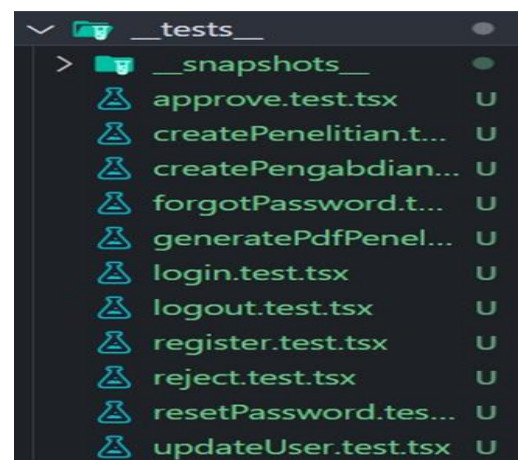 __tests__
__snapshots__
approve.test.tsx U
createPenelitian.t... U
createPengabdian... U
forgotPassword.t... U
generatePdfPenel... U
login.test.tsx U
logout.test.tsx U
register.test.tsx U
reject.test.tsx U
resetPassword.tes... U
updateUser.test.tsx U